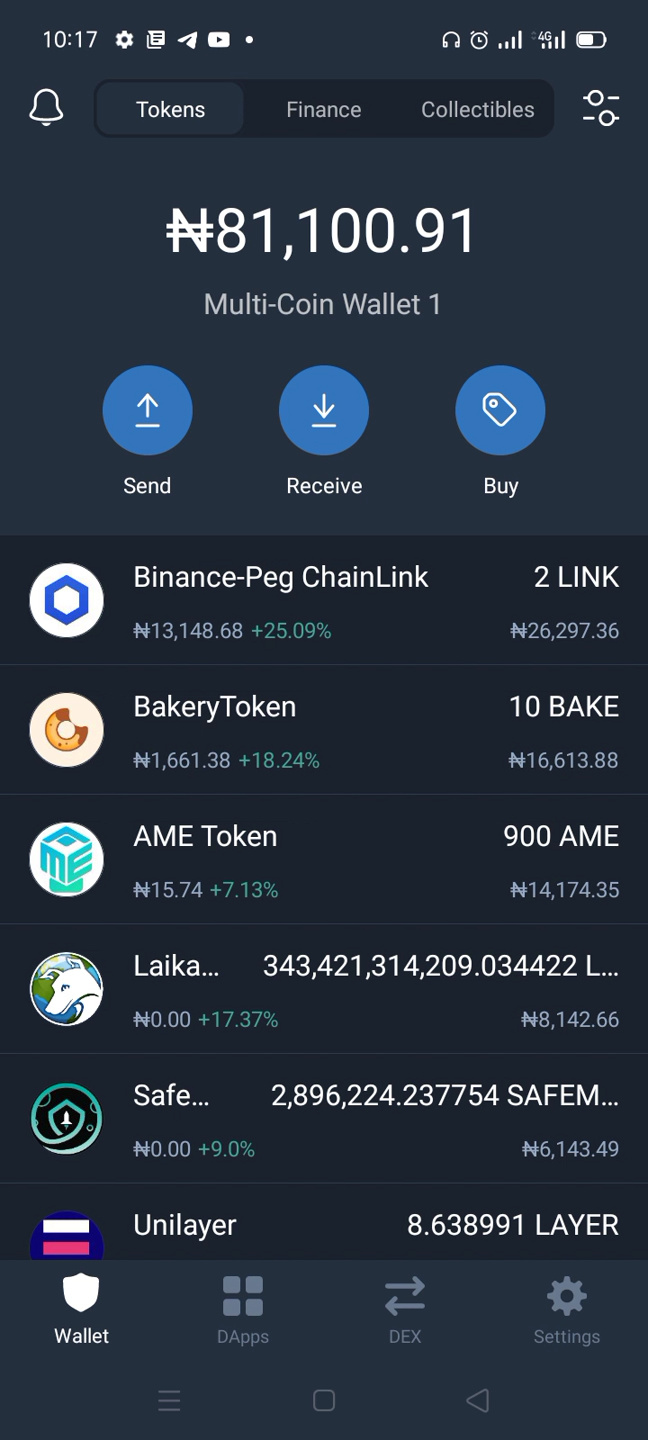 10:17
4G
Tokens Finance Collectibles
₦81,100.91
Multi-Coin Wallet 1
Send Receive Buy
Binance-Peg ChainLink 2 LINK
₦13,148.68 +25.09% ₦26,297.36
BakeryToken 10 BAKE
₦1,661.38 +18.24% ₦16,613.88
ME
AME Token 900 AME
₦15.74 +7.13% ₦14,174.35
Laika... 343,421,314,209.034422 L...
₦0.00 +17.37% ₦8,142.66
Safe... 2,896,224.237754 SAFEM...
₦0.00 +9.0% ₦6,143.49
Unilayer 8.638991 LAYER
Wallet DApps DEX Settings